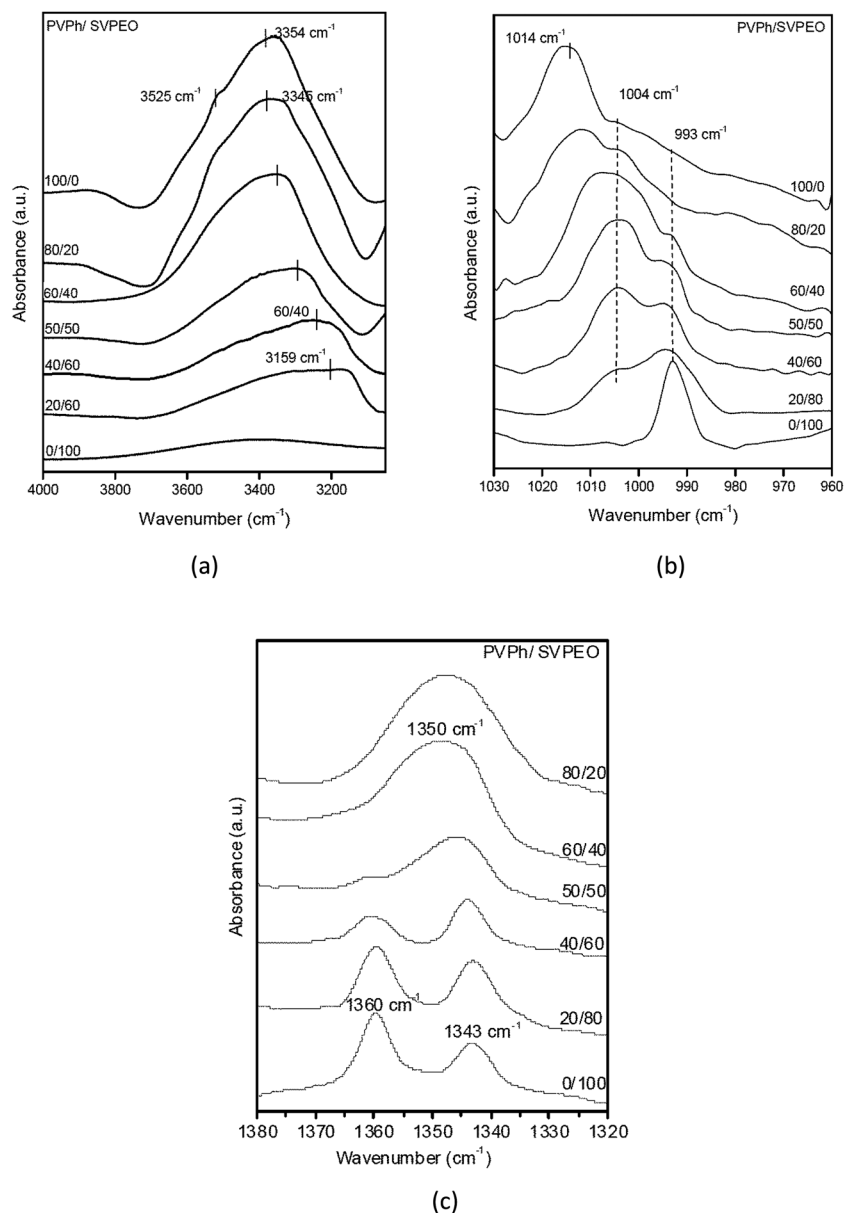 PVPh/ SVPEO
3354 cm-1
3525 cm-1
3345 cm-1
100/0
80/20
60/40
50/50
60/40
40/60
3159 cm-1
20/60
0/100
4000 3800 3600 3400 3200
Wavenumber (cm-1)
Absorbance (a.u.)
(a)
PVPh/SVPEO
1014 cm-1
1004 cm-1
993 cm-1
100/0
80/20
60/40
50/50
40/60
20/80
0/100
1030 1020 1010 1000 990 980 970 960
Wavenumber (cm-1)
Absorbance (a.u.)
(b)
PVPh/ SVPEO
1350 cm-1
80/20
60/40
50/50
40/60
1360 cm-1
20/80
1343 cm-1
0/100
1380 1370 1360 1350 1340 1330 1320
Wavenumber (cm-1)
Absorbance (a.u.)
(c)